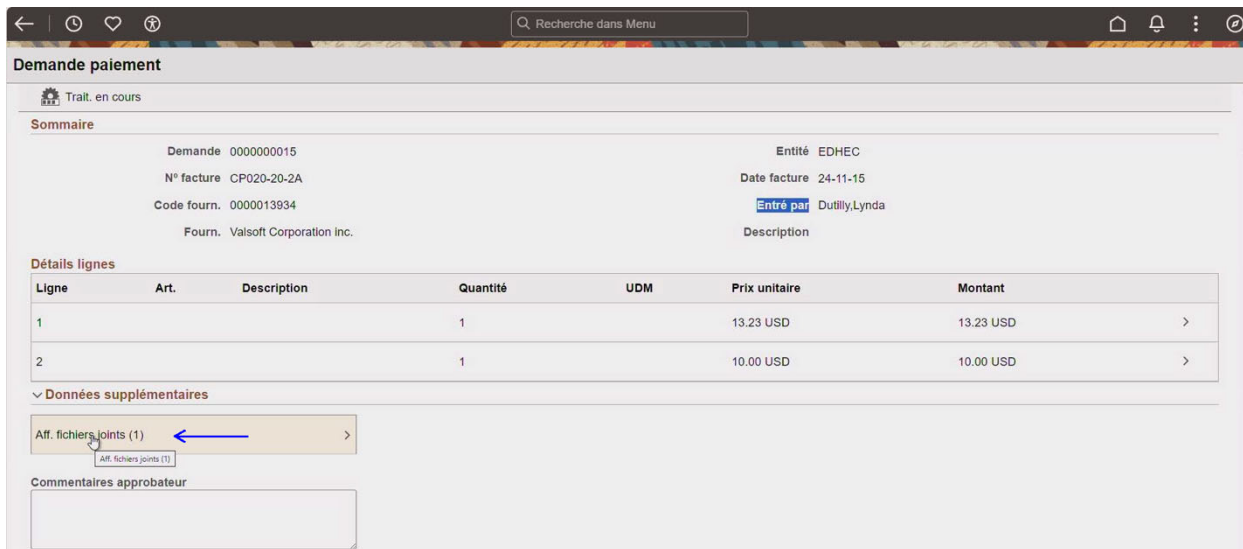 Recherche dans Menu
Demande paiement
Trait. en cours
Sommaire
Demande 0000000015 Entité EDHEC
Nº facture CP020-20-2A Date facture 24-11-15
Code fourn. 0000013934 Entré par Dutilly,Lynda
Fourn. Valsoft Corporation inc. Description
Détails lignes
Ligne Art. Description Quantité UDM Prix unitaire Montant
1 1 13.23 USD 13.23 USD
2 1 10.00 USD 10.00 USD
Données supplémentaires
Aff. fichiers joints (1)
Aff. fichiers joints (1)
Commentaires approbateur